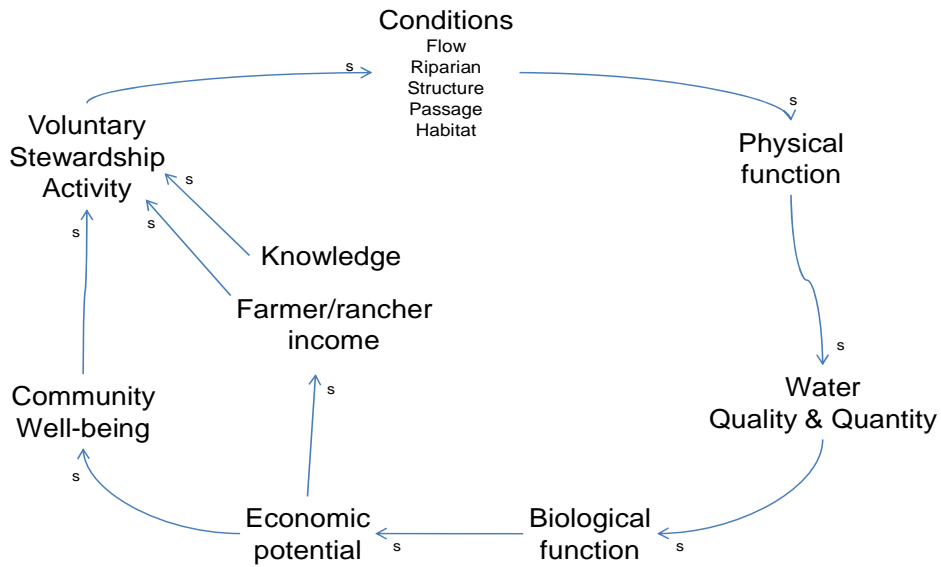 Conditions
Flow
Riparian
Structure
Passage
Habitat
s
s
Voluntary
Stewardship
Activity
Physical
function
s
s
s
Knowledge
Farmer/rancher
income
s
s
Community
Well-being
Water
Quality & Quantity
s
Economic
potential
Biological
function
s
s